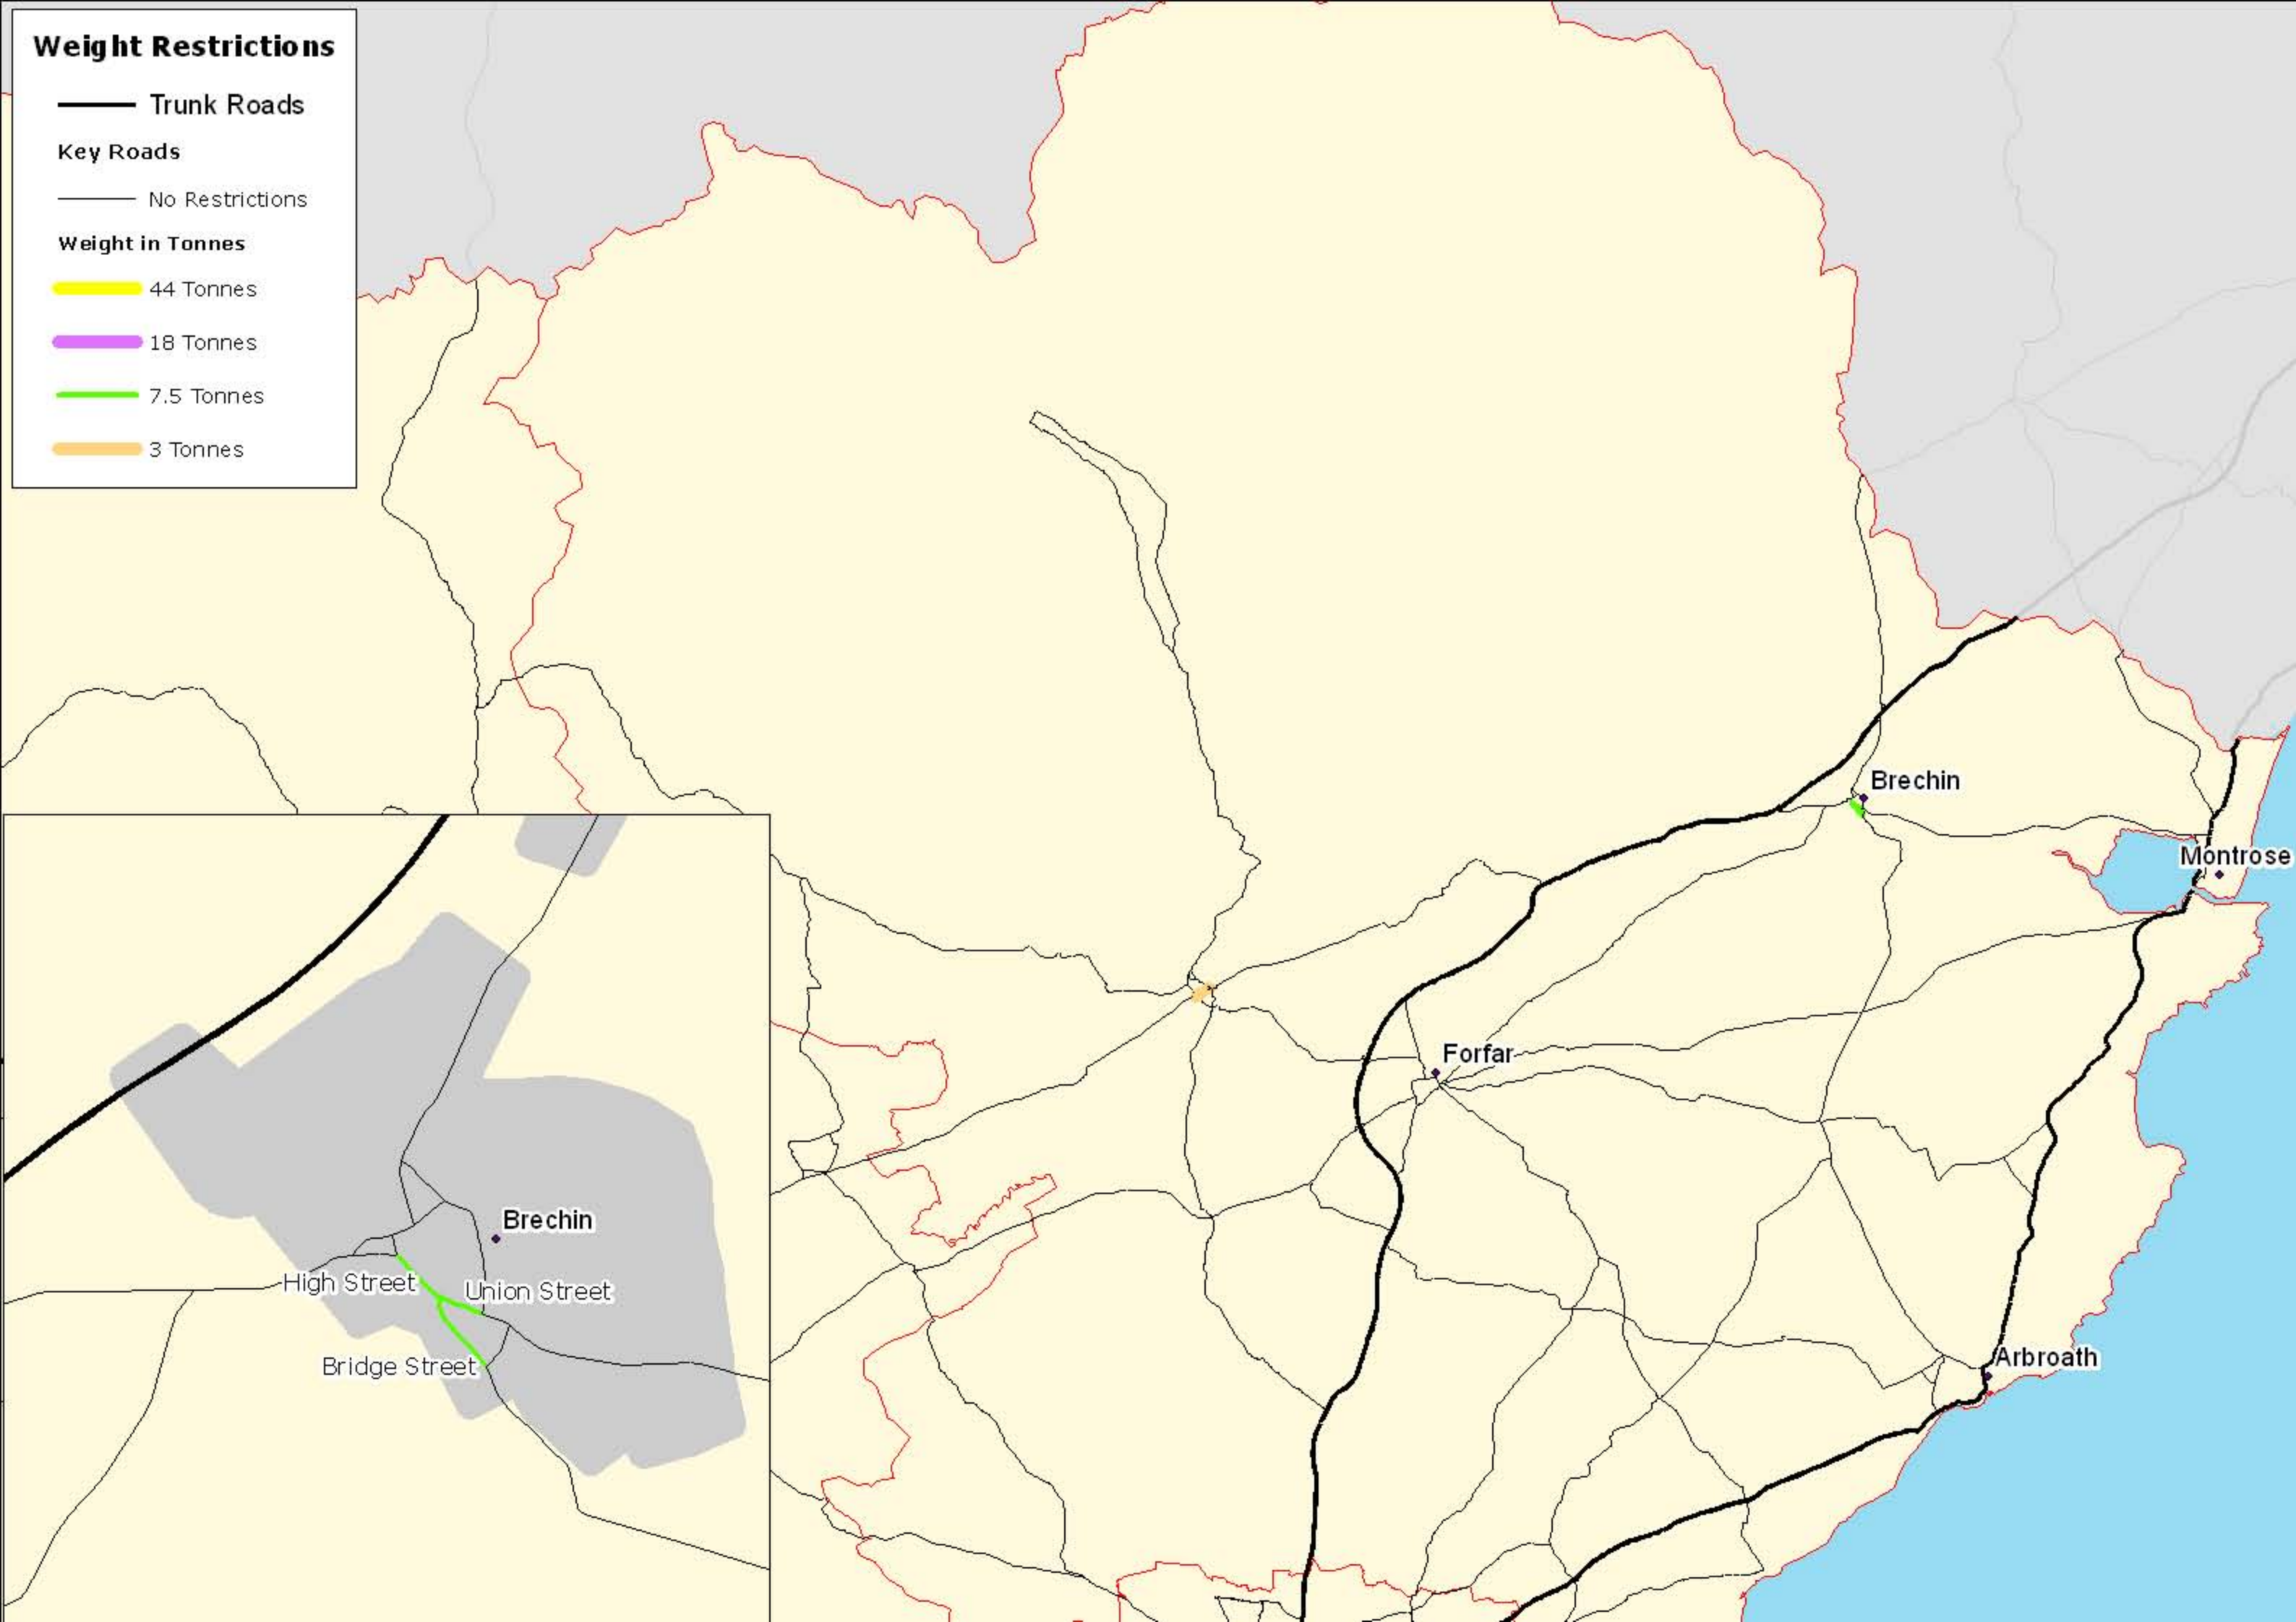 Weight Restrictions
Trunk Roads
Key Roads
No Restrictions
Weight in Tonnes
44 Tonnes
18 Tonnes
7.5 Tonnes
3 Tonnes
Brechin
Montrose
Forfar
Arbroath
Brechin
High Street
Union Street
Bridge Street